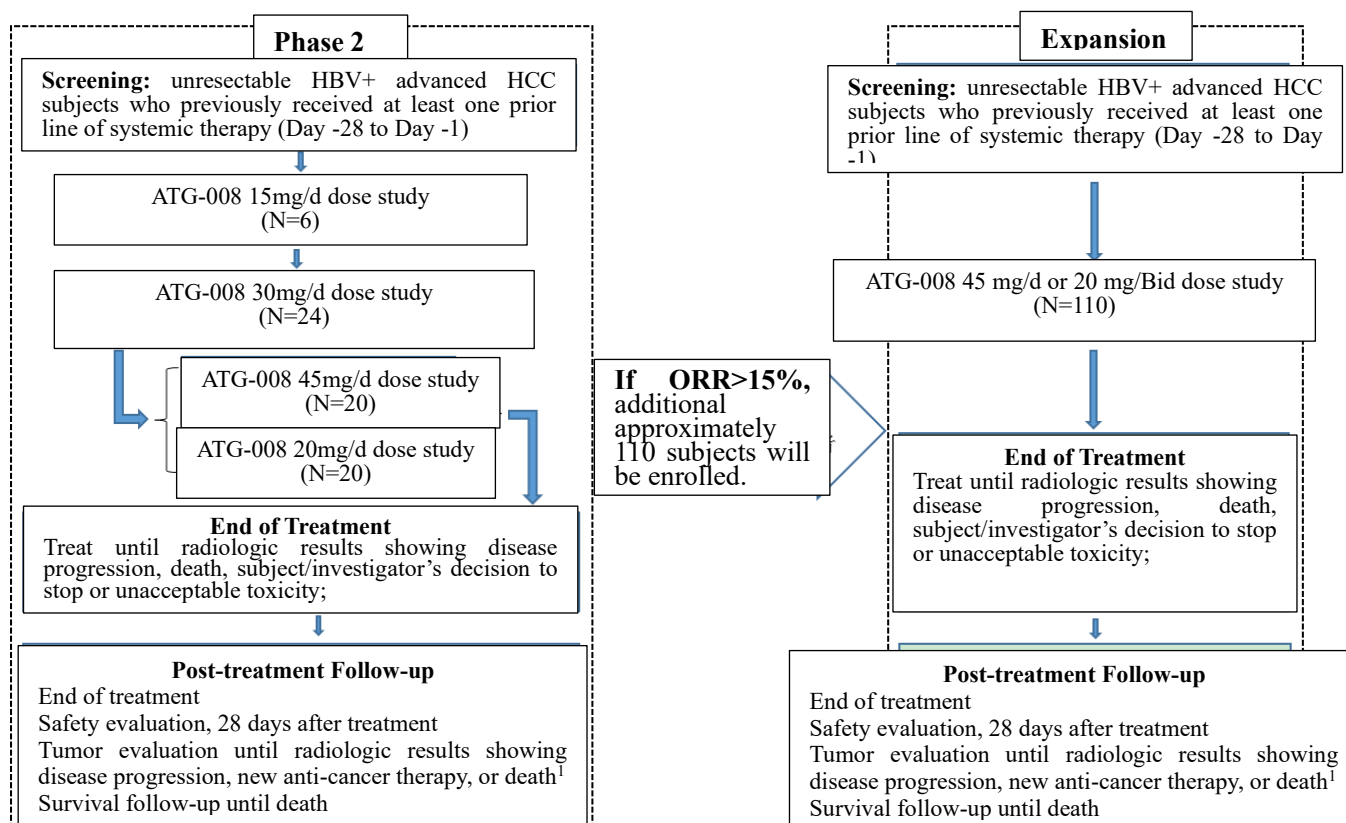 Phase 2
Screening: unresectable HBV+ advanced HCC
subjects who previously received at least one prior
line of systemic therapy (Day -28 to Day -1)
ATG-008 15mg/d dose study
(N=6)
ATG-008 30mg/d dose study
(N=24)
ATG-008 45mg/d dose study
(N=20)
ATG-008 20mg/d dose study
(N=20)
End of Treatment
Treat until radiologic results showing disease
progression, death, subject/investigator’s decision to
stop or unacceptable toxicity;
Post-treatment Follow-up
End of treatment
Safety evaluation, 28 days after treatment
Tumor evaluation until radiologic results showing
disease progression, new anti-cancer therapy, or death¹
Survival follow-up until death
If ORR>15%,
additional
approximately
110 subjects will
be enrolled.
Expansion
Screening: unresectable HBV+ advanced HCC
subjects who previously received at least one
prior line of systemic therapy (Day -28 to Day
-1)
ATG-008 45 mg/d or 20 mg/Bid dose study
(N=110)
End of Treatment
Treat until radiologic results showing
disease progression, death,
subject/investigator’s decision to stop
or unacceptable toxicity;
Post-treatment Follow-up
End of treatment
Safety evaluation, 28 days after treatment
Tumor evaluation until radiologic results showing
disease progression, new anti-cancer therapy, or death¹
Survival follow-up until death